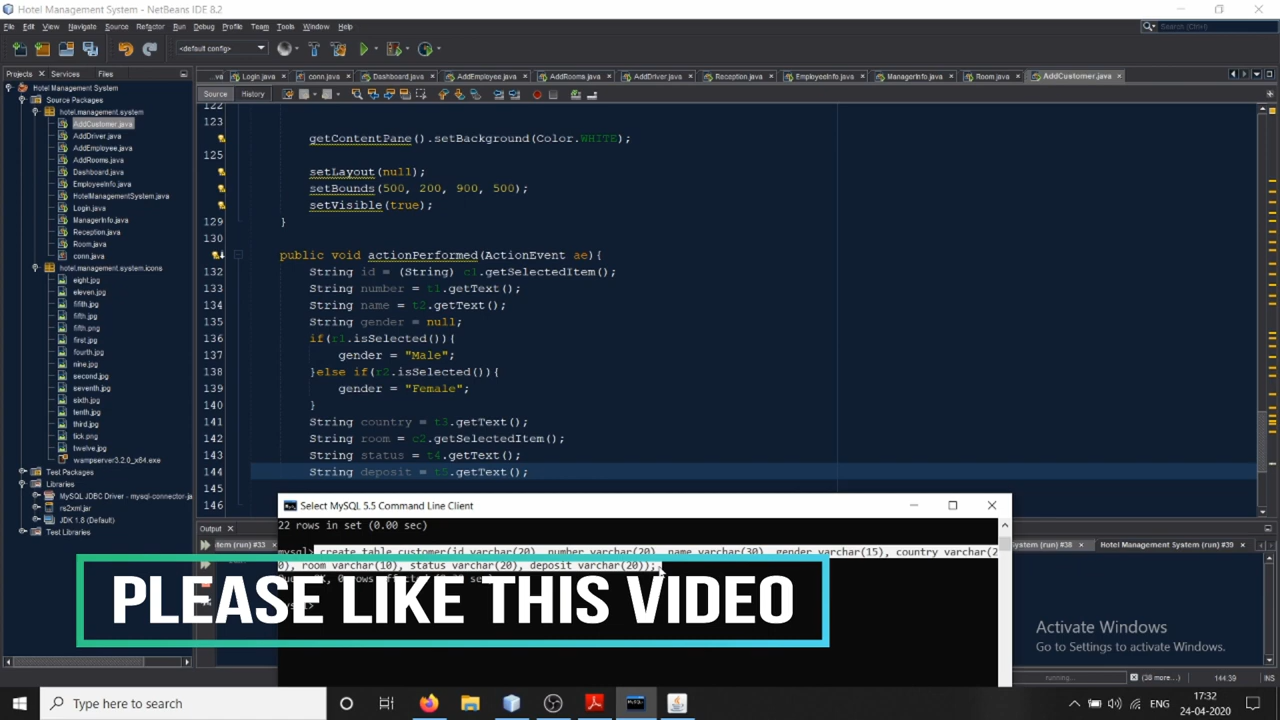 Hotel Management System - NetBeans IDE 8.2
File Edit View Navigate Source Refactor Run Debug Profile Team Tools Window Help
Search (Ctrl+I)
<default config>
Projects Services Files
...va Login.java conn.java Dashboard.java AddEmployee.java AddRooms.java AddDriver.java Reception.java EmployeeInfo.java ManagerInfo.java Room.java AddCustomer.java
Source History
Hotel Management System
Source Packages
hotel.management.system
AddCustomer.java
AddDriver.java
AddEmployee.java
AddRooms.java
Dashboard.java
EmployeeInfo.java
HotelManagementSystem.java
Login.java
ManagerInfo.java
Reception.java
Room.java
conn.java
hotel.management.system.icons
eight.jpg
eleven.jpg
fifith.jpg
fifth.jpg
fifth.png
first.jpg
fourth.jpg
nine.jpg
second.jpg
seventh.jpg
sixth.jpg
tenth.jpg
third.jpg
tick.png
twelve.jpg
wampserver3.2.0_x64.exe
Test Packages
Libraries
MySQL JDBC Driver - mysql-connector-ja
rs2xml.jar
JDK 1.8 (Default)
Test Libraries
122
123
getContentPane().setBackground(Color.WHITE);
125
setLayout(null);
setBounds(500, 200, 900, 500);
setVisible(true);
129 }
130
public void actionPerformed(ActionEvent ae){
132 String id = (String) c1.getSelectedItem();
133 String number = t1.getText();
134 String name = t2.getText();
135 String gender = null;
136 if(r1.isSelected()){
137 gender = "Male";
138 }else if(r2.isSelected()){
139 gender = "Female";
140 }
141 String country = t3.getText();
142 String room = c2.getSelectedItem();
143 String status = t4.getText();
144 String deposit = t5.getText();
145
146
Output
tem (run) #33
System (run) #38 Hotel Management System (run) #39
Select MySQL 5.5 Command Line Client
22 rows in set (0.00 sec)
mysql> create table customer(id varchar(20), number varchar(20), name varchar(30), gender varchar(15), country varchar(2
0), room varchar(10), status varchar(20), deposit varchar(20));
PLEASE LIKE THIS VIDEO
Activate Windows
Go to Settings to activate Windows.
running... (38 more...) 144:39 INS
Type here to search
ENG
17:32
24-04-2020